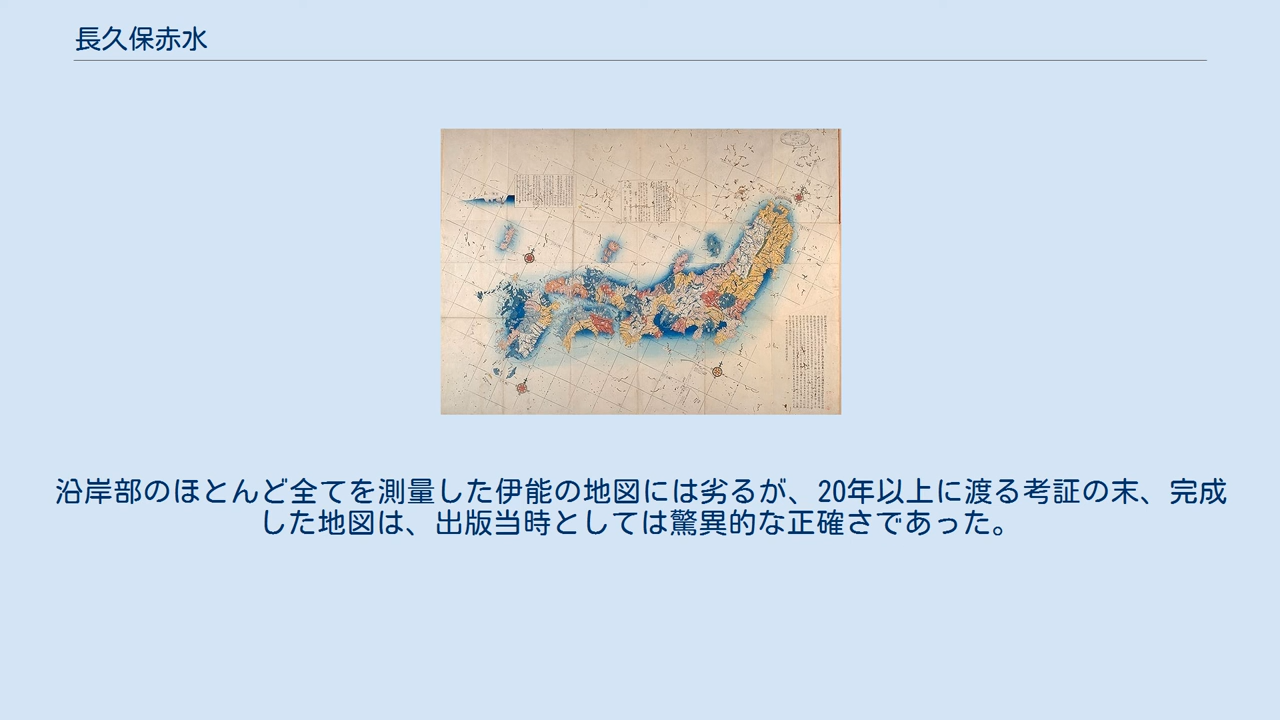 長久保赤水
沿岸部のほとんど全てを測量した伊能の地図には劣るが、20年以上に渡る考証の末、完成
した地図は、出版当時としては驚異的な正確さであった。